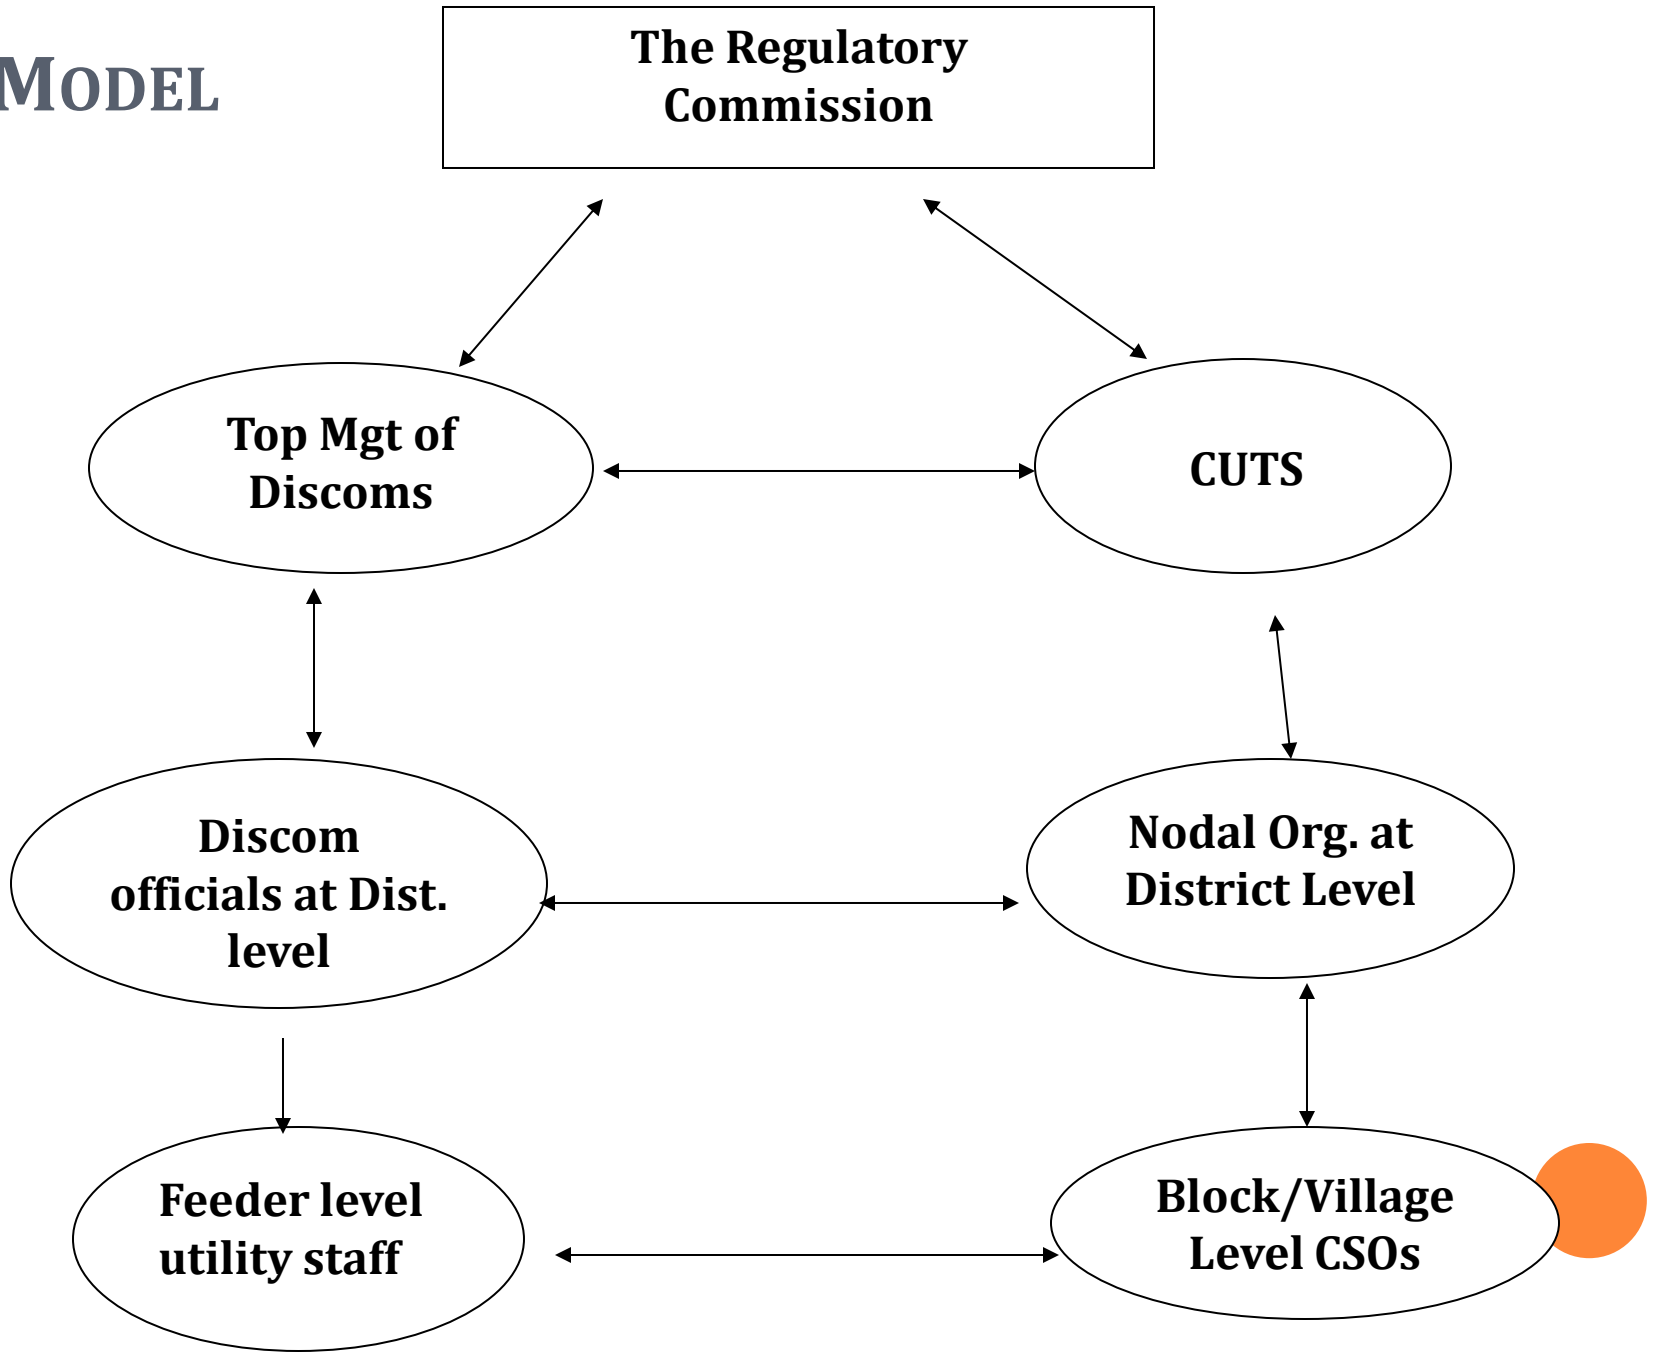 MODEL
The Regulatory
Commission
Top Mgt of
Discoms
CUTS
Discom
officials at Dist.
level
Nodal Org. at
District Level
Feeder level
utility staff
Block/Village
Level CSOs